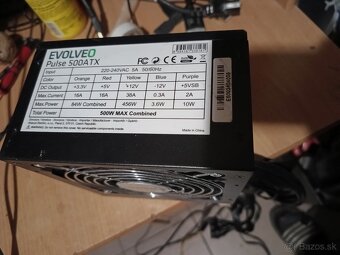 EVOLVEO
Pulse 500ATX
Input 220-240VAC 5A 50/60Hz
Color Orange Red Yellow Blue Purple
DC Output +3.3V +5V +12V -12V +5VSB
Max.Current 16A 16A 38A 0.3A 2A
Max.Power 84W Combined 456W 3.6W 10W
Total Power 500W MAX Combined
Made in China
Bazos.sk